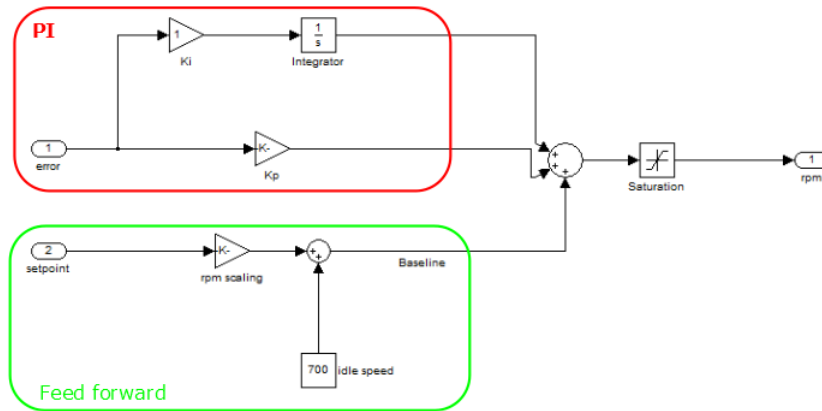 PI
1
Ki
1
s
Integrator
1
error
K-
Kp
+
+
+
Saturation
1
rpm
2
setpoint
K-
rpm scaling
+
+
Baseline
700
idle speed
Feed forward